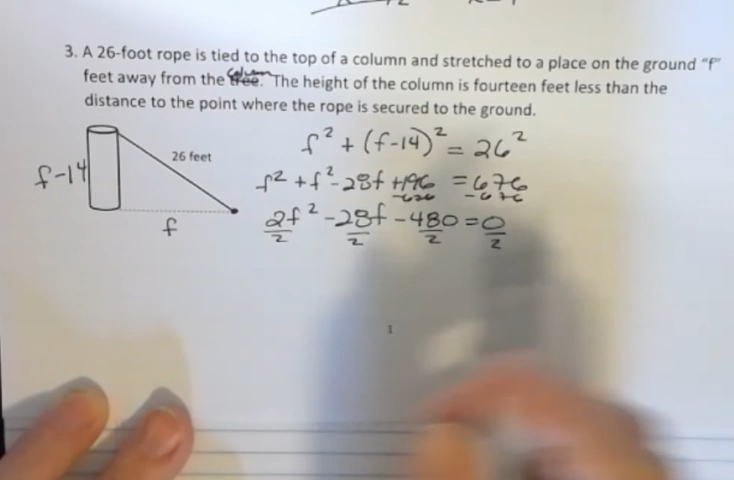 3. A 26-foot rope is tied to the top of a column and stretched to a place on the ground "f"
feet away from the tree. column The height of the column is fourteen feet less than the
distance to the point where the rope is secured to the ground.
26 feet
f-14
f
f² + (f-14)² = 26²
f² + f² - 28f + 196 = 676
-676 -676
2f² - 28f - 480 = 0
2 2 2 2
1